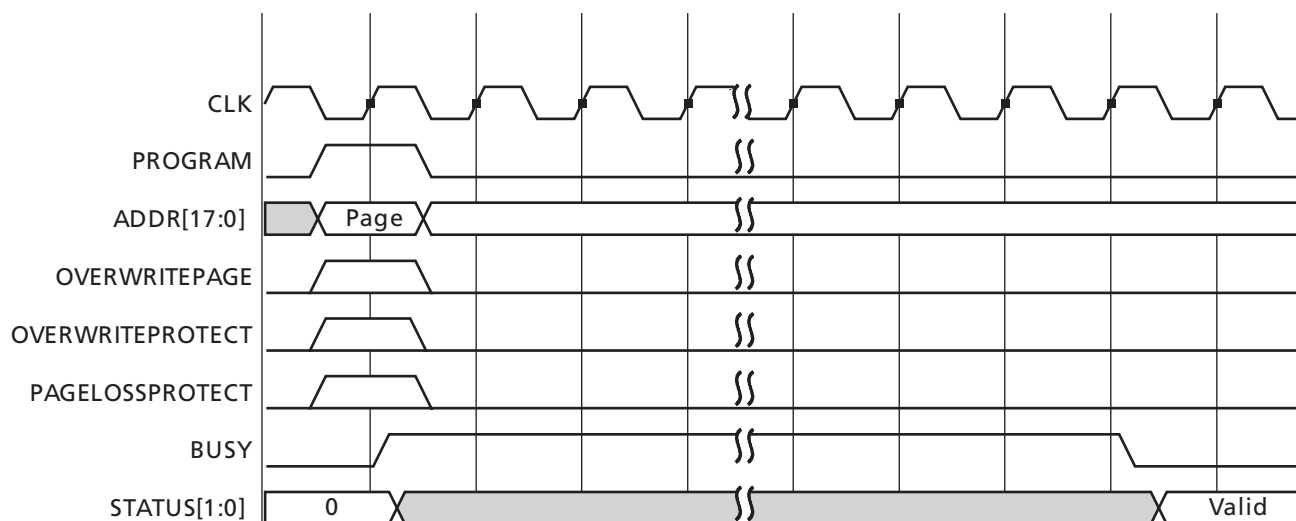 CLK
PROGRAM
ADDR[17:0] Page
OVERWRITEPAGE
OVERWRITEPROTECT
PAGELOSSPROTECT
BUSY
STATUS[1:0] 0 Valid